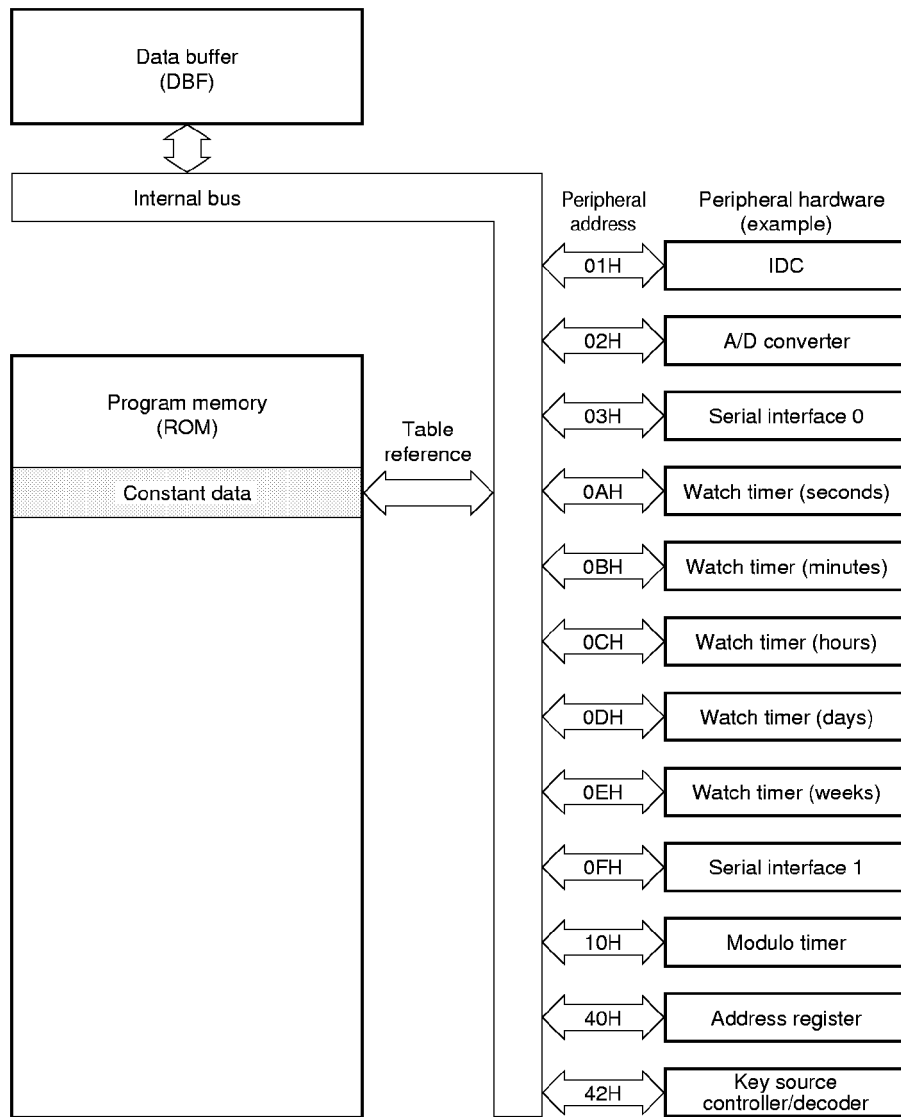 Data buffer
(DBF)
Internal bus
Peripheral
address
Peripheral hardware
(example)
01H
IDC
02H
A/D converter
03H
Serial interface 0
Program memory
(ROM)
Table
reference
Constant data
0AH
Watch timer (seconds)
0BH
Watch timer (minutes)
0CH
Watch timer (hours)
0DH
Watch timer (days)
0EH
Watch timer (weeks)
0FH
Serial interface 1
10H
Modulo timer
40H
Address register
42H
Key source
controller/decoder